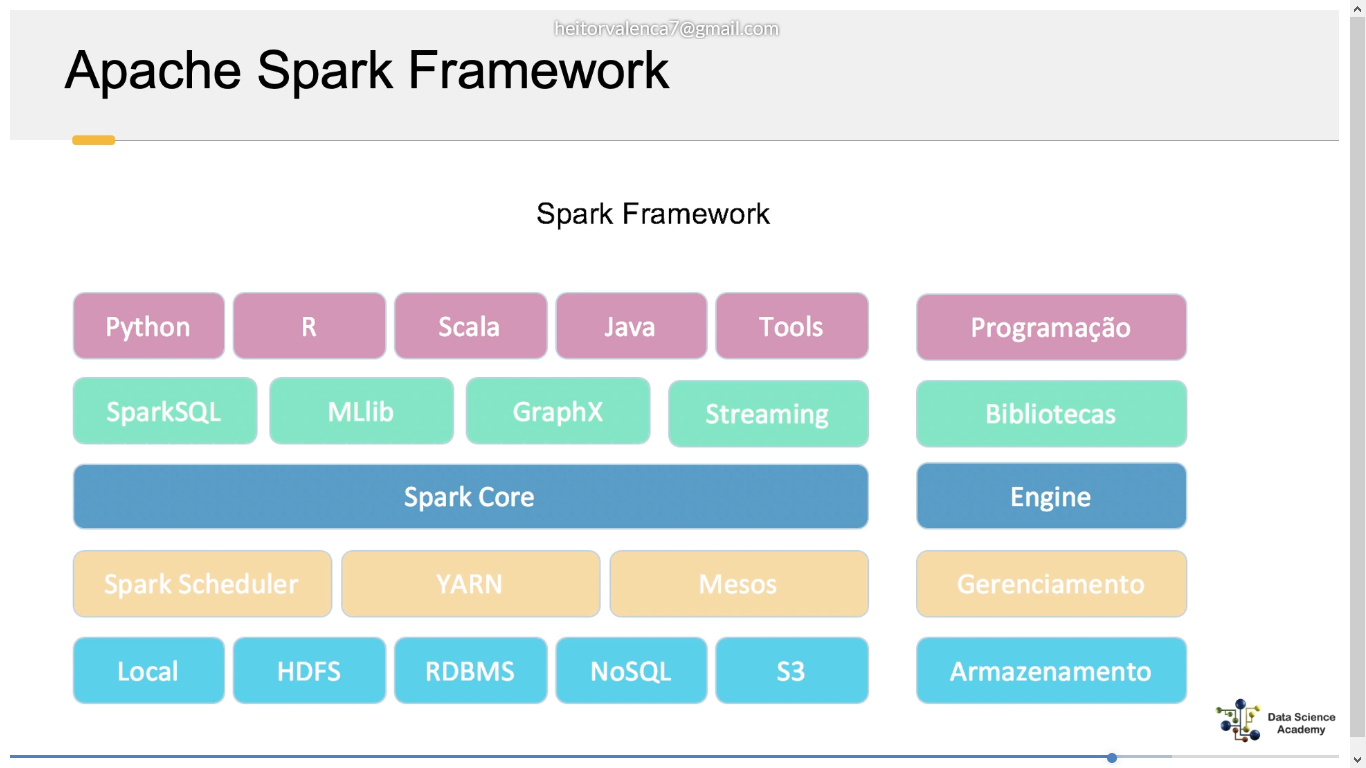 heitorvalenca7@gmail.com
Apache Spark Framework
Spark Framework
Python R Scala Java Tools Programação
SparkSQL MLlib GraphX Streaming Bibliotecas
Spark Core Engine
Spark Scheduler YARN Mesos Gerenciamento
Local HDFS RDBMS NoSQL S3 Armazenamento
Data Science
Academy